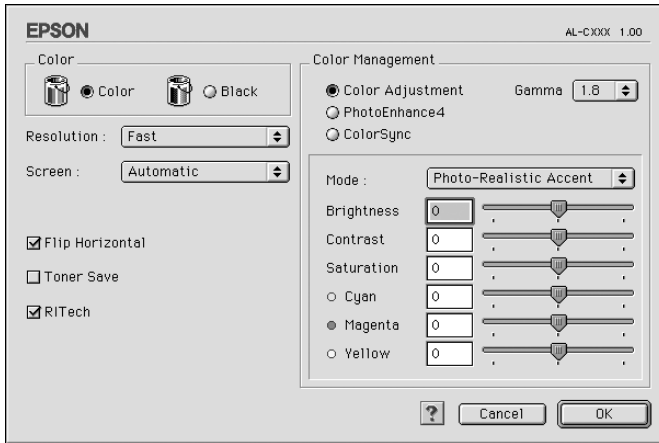 EPSON
AL-CXXX 1.00
Color
Color
Black
Resolution :
Fast
Screen :
Automatic
Flip Horizontal
Toner Save
RITech
Color Management
Color Adjustment
Gamma
1.8
PhotoEnhance4
ColorSync
Mode :
Photo-Realistic Accent
Brightness
0
Contrast
0
Saturation
0
Cyan
0
Magenta
0
Yellow
0
?
Cancel
OK